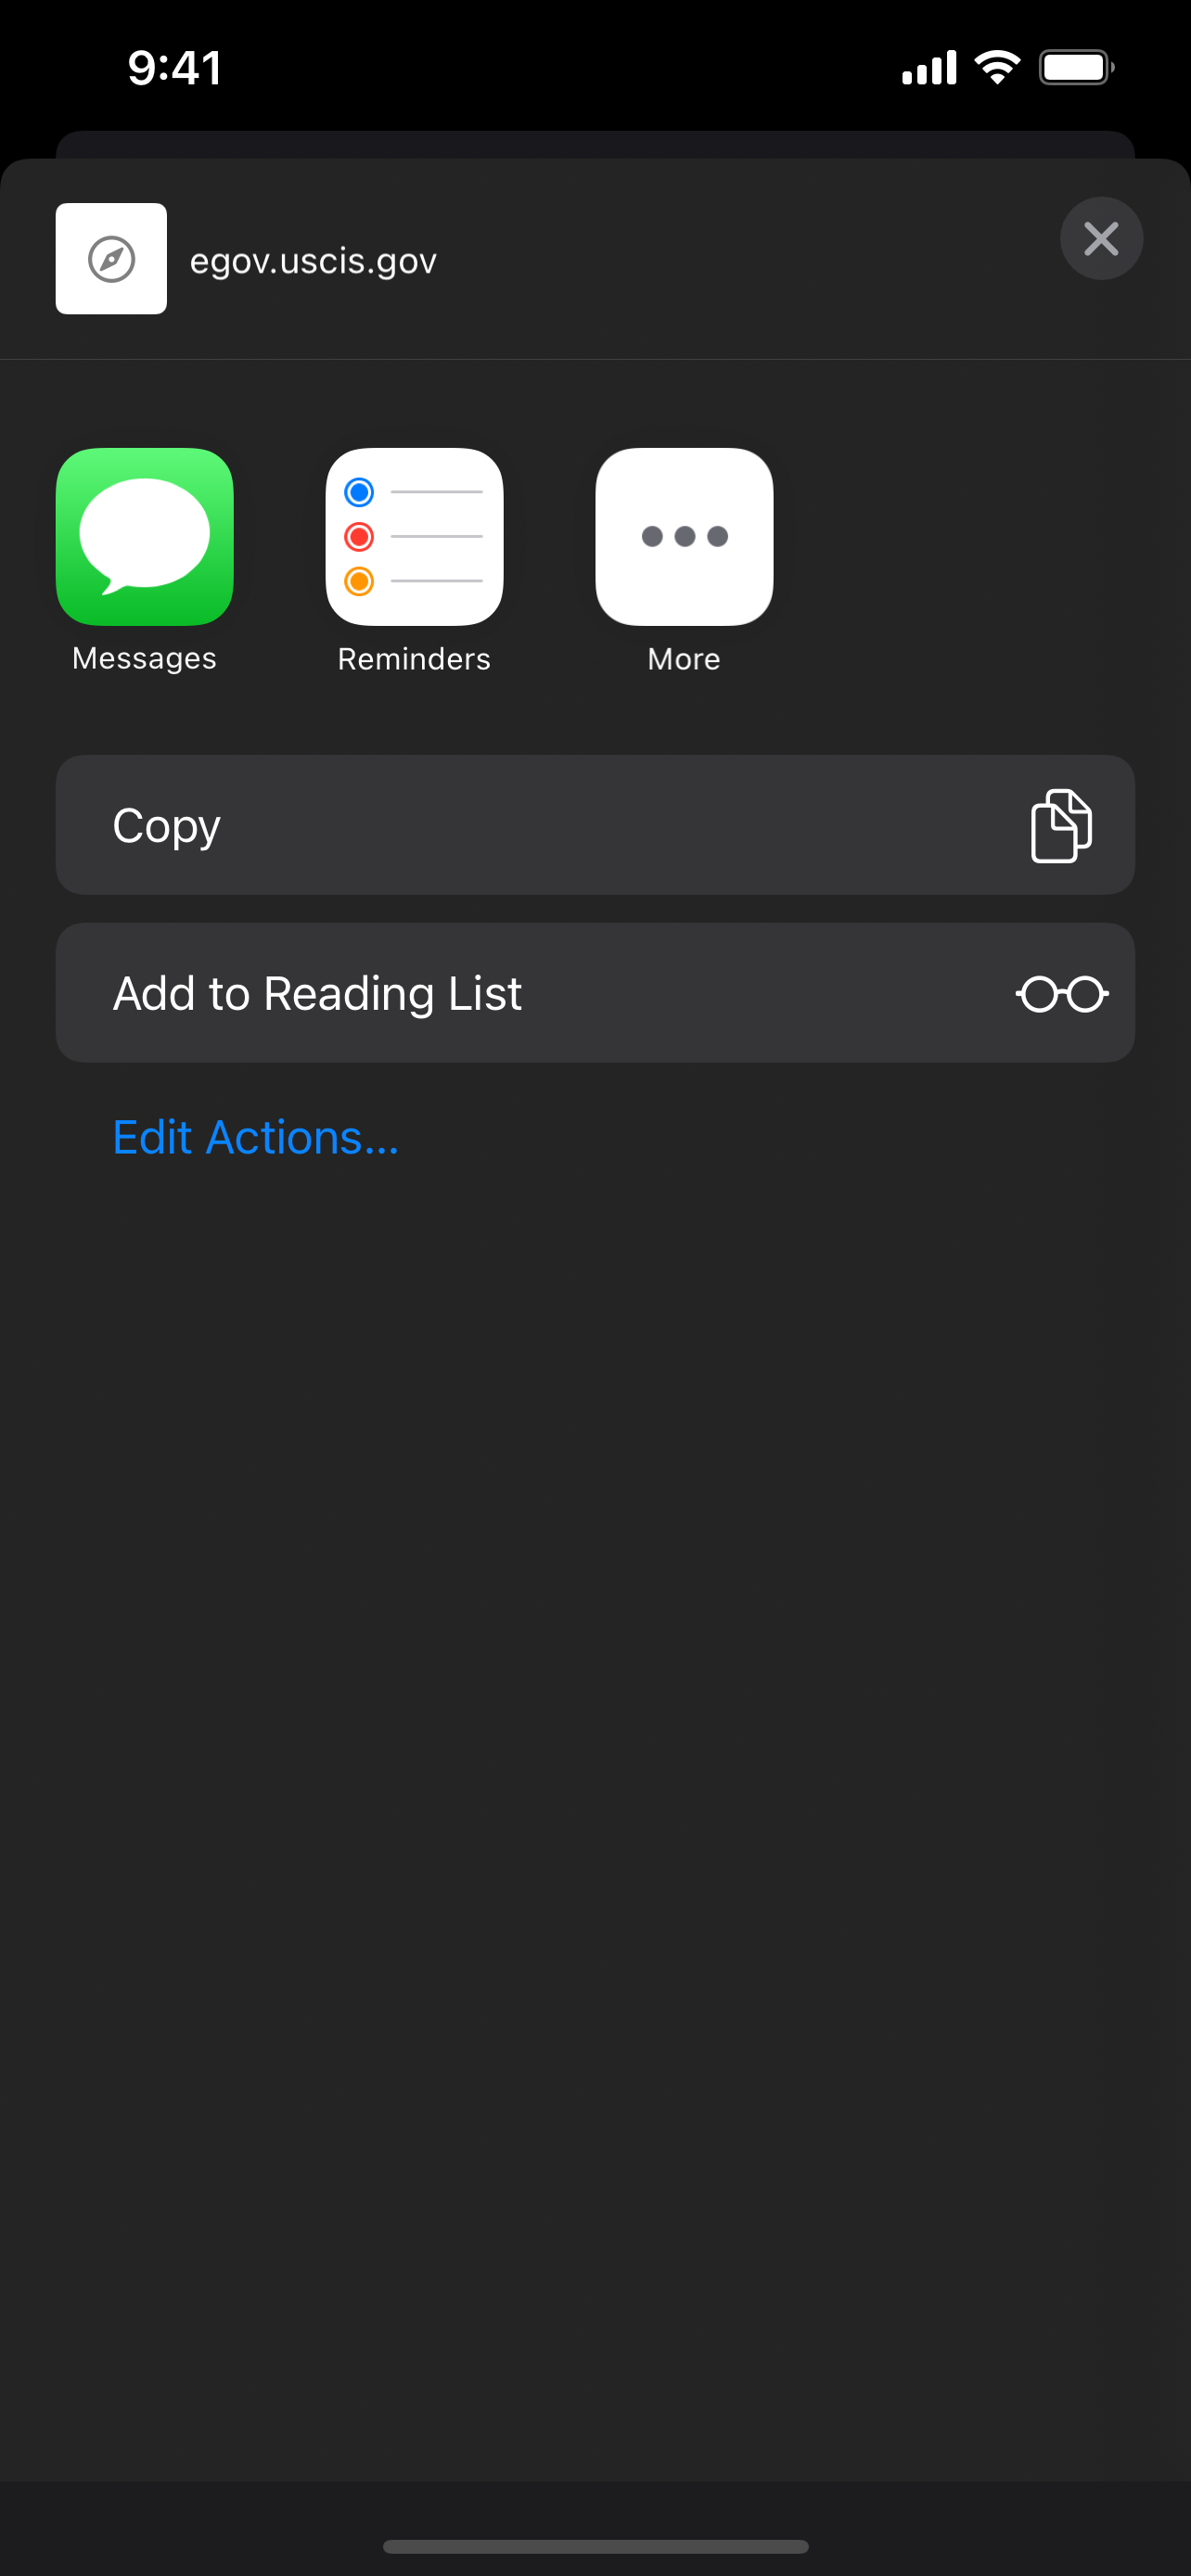 9:41
egov.uscis.gov
Messages
Reminders
More
Copy
Add to Reading List
Edit Actions...